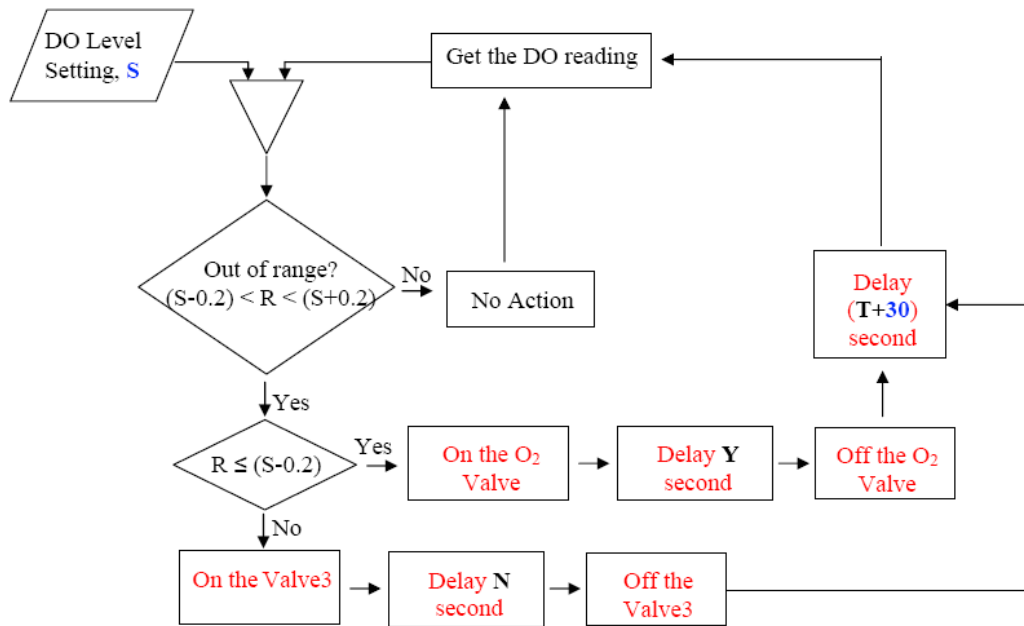 DO Level
Setting, S
Get the DO reading
Out of range?
(S-0.2) < R < (S+0.2)
No
No Action
Delay
(T+30)
second
Yes
R ≤ (S-0.2)
Yes
On the O₂
Valve
Delay Y
second
Off the O₂
Valve
No
On the Valve3
Delay N
second
Off the
Valve3